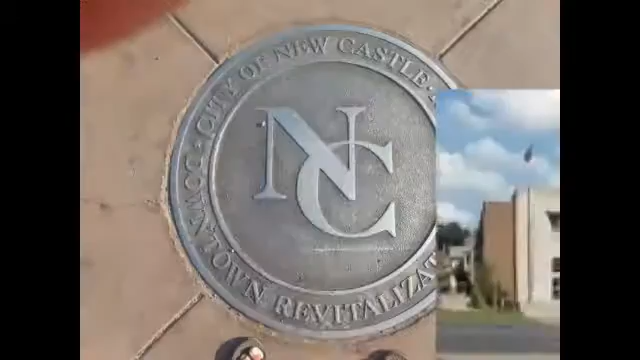 · CITY OF NEW CASTLE ·
DOWNTOWN REVITALIZAT
NC